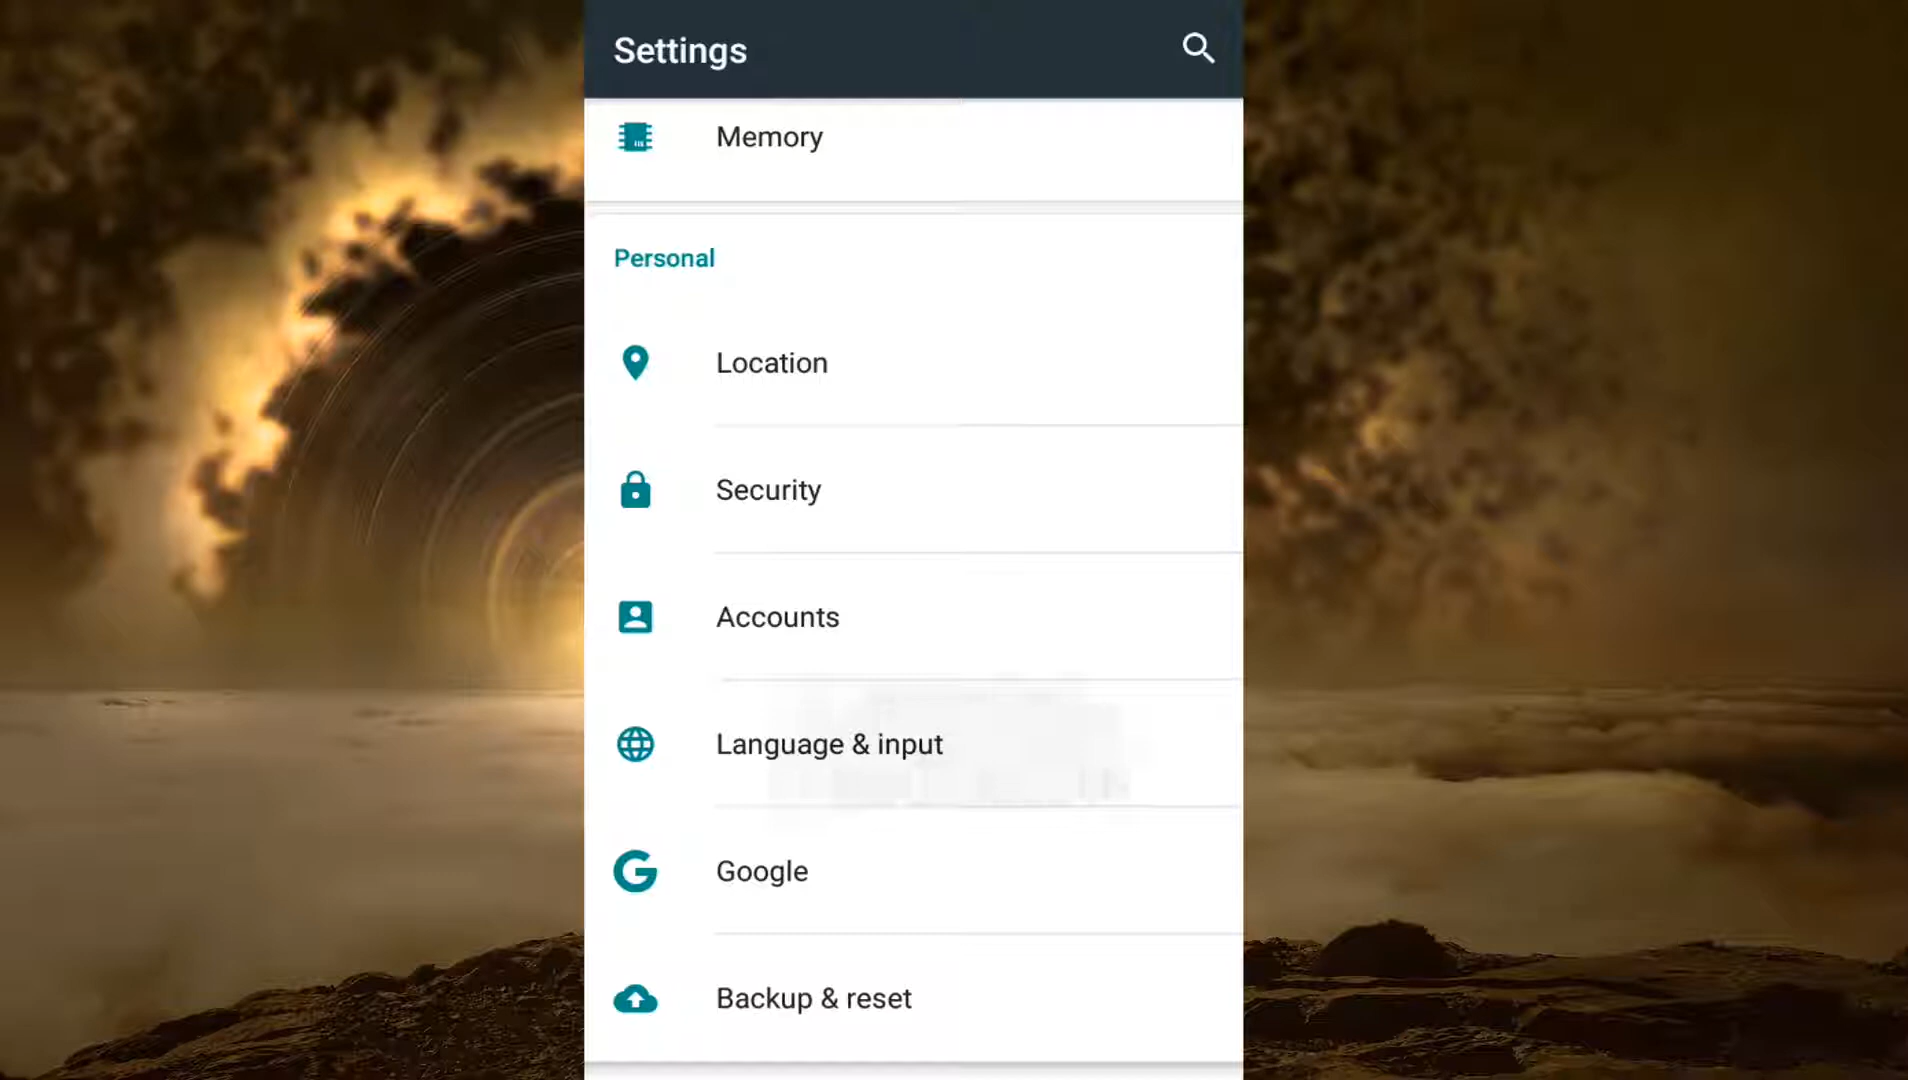 Settings
Memory
Personal
Location
Security
Accounts
Language & input
Google
Backup & reset